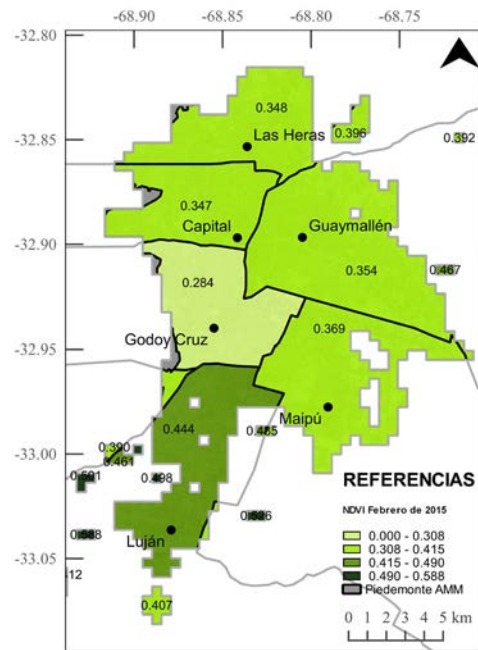 -68.90 -68.85 -68.80 -68.75
-32.80
0.348
Las Heras
0.396
0.392
-32.85
0.347
Capital
Guaymallén
-32.90
0.354
0.467
0.284
Godoy Cruz
0.369
-32.95
Maipú
0.444
0.485
-33.00
0.390
0.461
0.498
0.526
Luján
-33.05
0.407
REFERENCIAS
NDVI Febrero de 2015
0.000 - 0.308
0.308 - 0.415
0.415 - 0.490
0.490 - 0.588
Piedemonte AMM
0 1 2 3 4 5 km